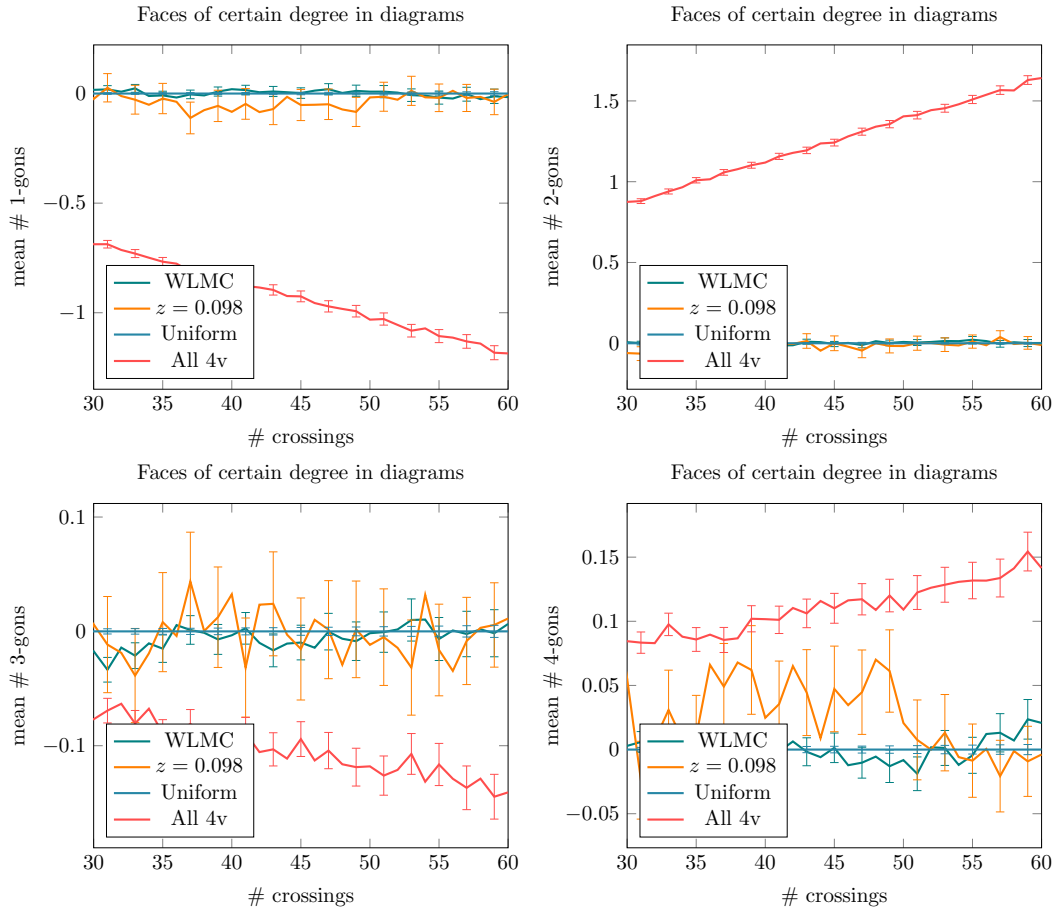 Faces of certain degree in diagrams
0
−0.5
−1
mean # 1-gons
WLMC
z = 0.098
Uniform
All 4v
30 35 40 45 50 55 60
# crossings
Faces of certain degree in diagrams
1.5
1
0.5
0
mean # 2-gons
WLMC
z = 0.098
Uniform
All 4v
30 35 40 45 50 55 60
# crossings
Faces of certain degree in diagrams
0.1
0
−0.1
mean # 3-gons
WLMC
z = 0.098
Uniform
All 4v
30 35 40 45 50 55 60
# crossings
Faces of certain degree in diagrams
0.15
0.1
0.05
0
−0.05
mean # 4-gons
WLMC
z = 0.098
Uniform
All 4v
30 35 40 45 50 55 60
# crossings